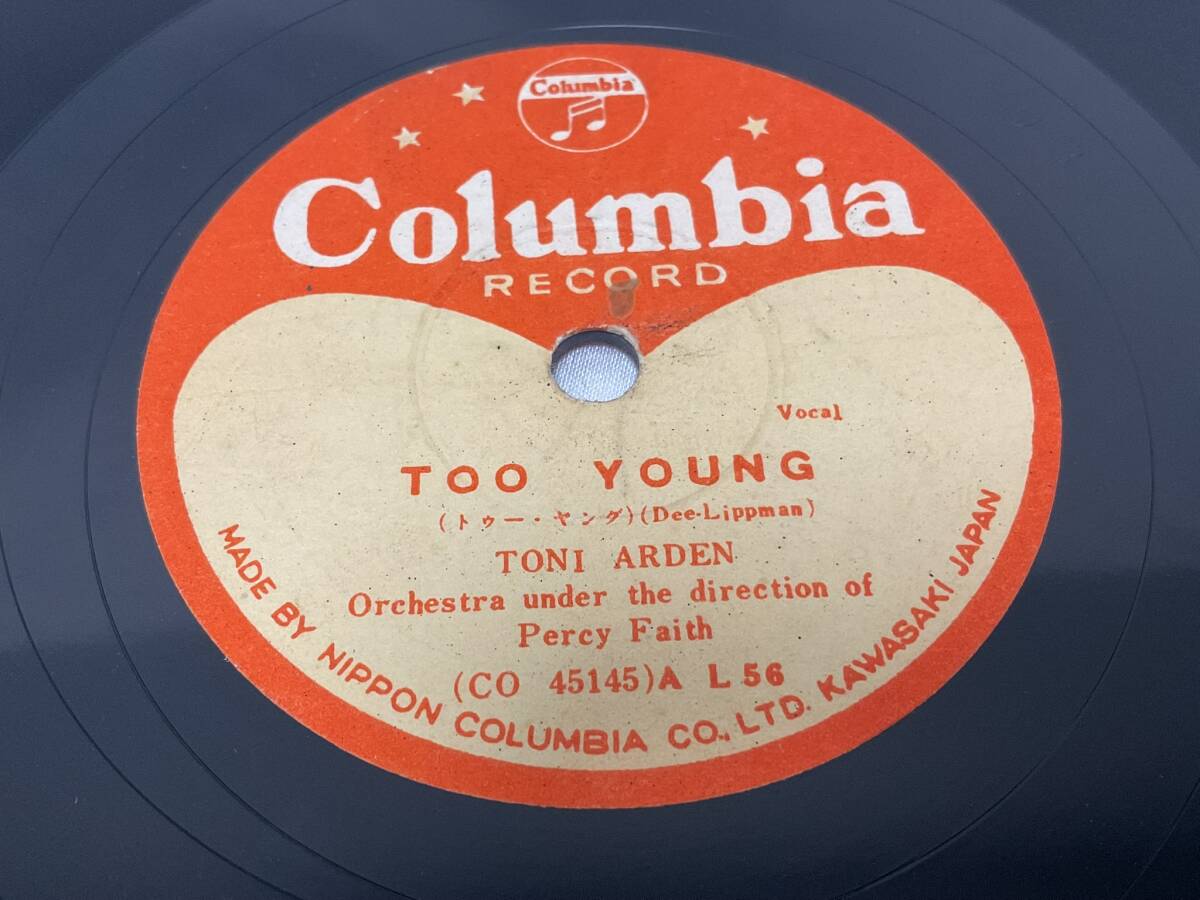 Columbia
Columbia
RECORD
Vocal
TOO YOUNG
(トゥー・ヤング)(Dee-Lippman)
TONI ARDEN
Orchestra under the direction of
Percy Faith
(CO 45145)A L 56
MADE BY NIPPON COLUMBIA CO., LTD. KAWASAKI JAPAN